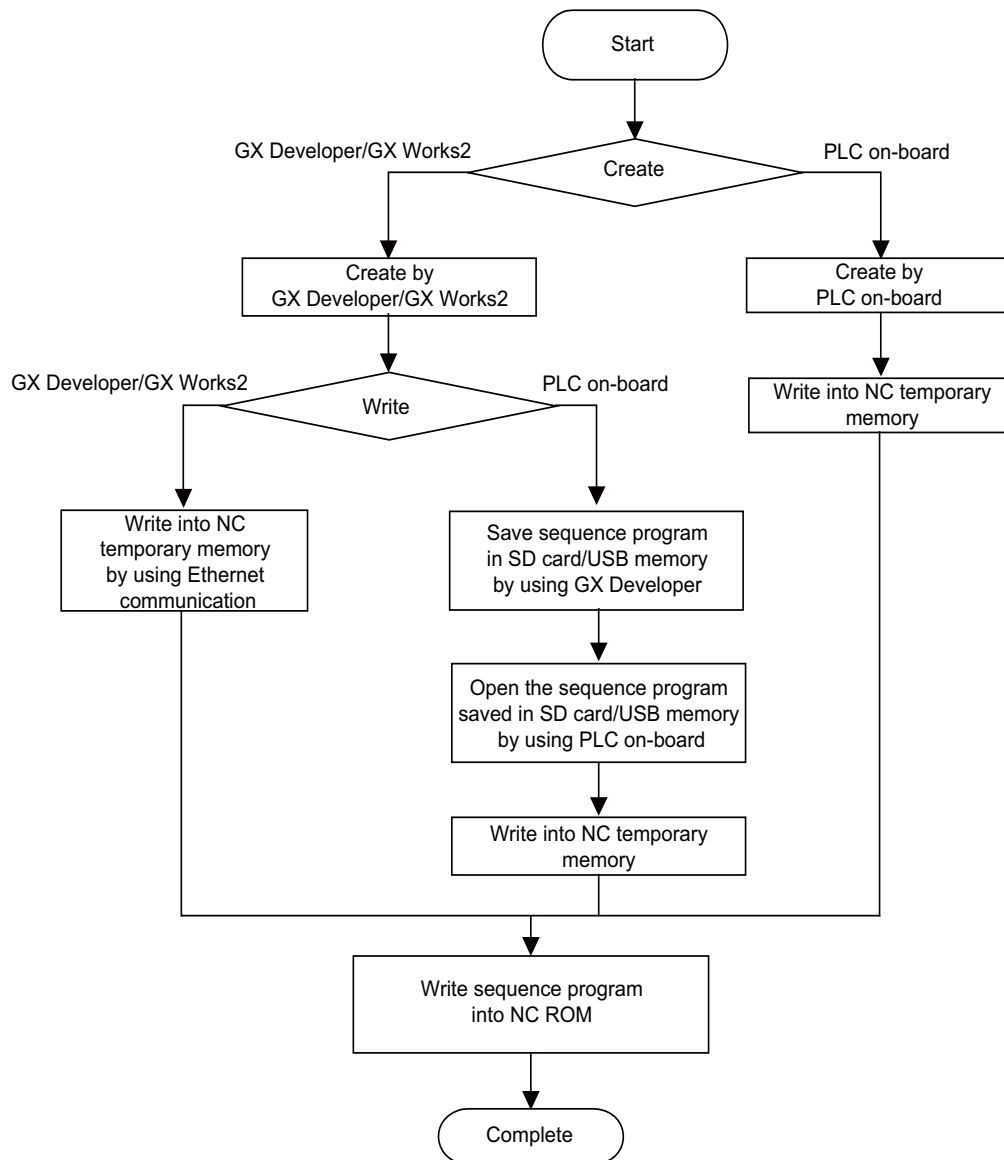 Start
GX Developer/GX Works2
PLC on-board
Create
Create by
GX Developer/GX Works2
Create by
PLC on-board
GX Developer/GX Works2
PLC on-board
Write
Write into NC temporary
memory
Write into NC
temporary memory
by using Ethernet
communication
Save sequence program
in SD card/USB memory
by using GX Developer
Open the sequence program
saved in SD card/USB memory
by using PLC on-board
Write into NC temporary
memory
Write sequence program
into NC ROM
Complete